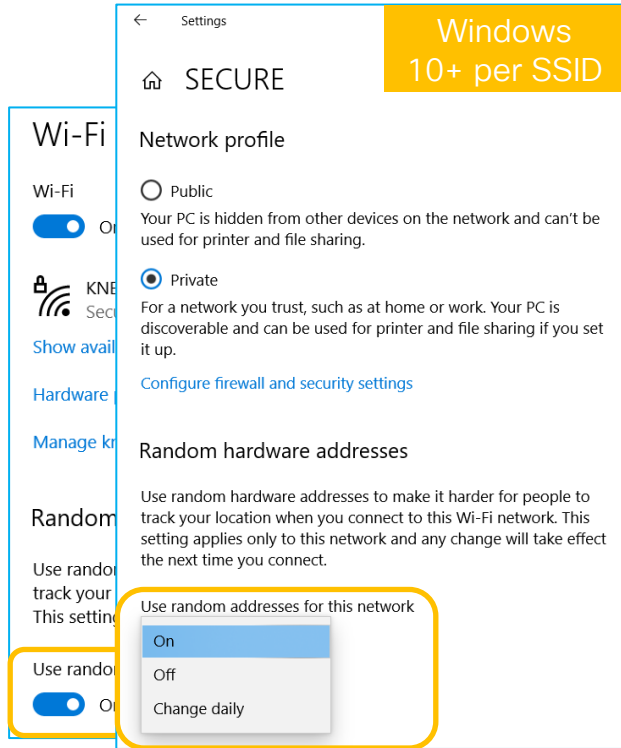 Settings
Windows
10+ per SSID
SECURE
Network profile
Public
Your PC is hidden from other devices on the network and can't be
used for printer and file sharing.
Private
For a network you trust, such as at home or work. Your PC is
discoverable and can be used for printer and file sharing if you set
it up.
Configure firewall and security settings
Random hardware addresses
Use random hardware addresses to make it harder for people to
track your location when you connect to this Wi-Fi network. This
setting applies only to this network and any change will take effect
the next time you connect.
Use random addresses for this network
On
Off
Change daily
Wi-Fi
Wi-Fi
Show
Hardware
Manage
Random
Use
track your
This
Use